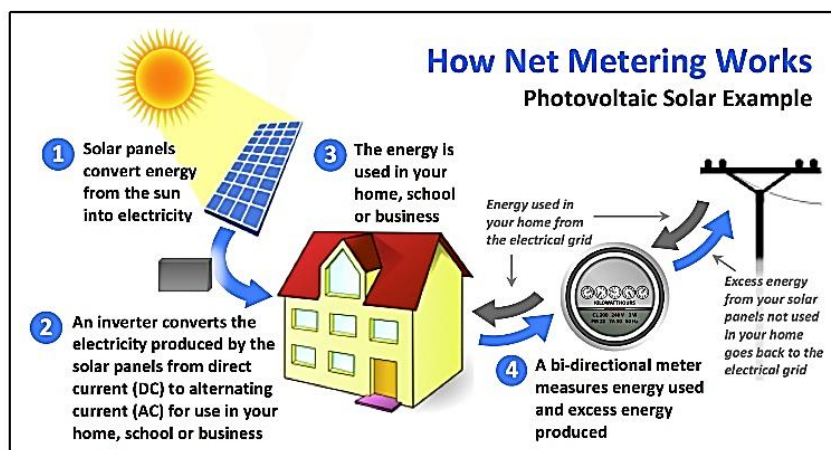 How Net Metering Works
Photovoltaic Solar Example
1 Solar panels
convert energy
from the sun
into electricity
2 An inverter converts the
electricity produced by the
solar panels from direct
current (DC) to alternating
current (AC) for use in your
home, school or business
3 The energy is
used in your
home, school
or business
Energy used in
your home from
the electrical grid
KILOWATTHOURS
CL200 240V 3W
4 A bi-directional meter
measures energy used
and excess energy
produced
Excess energy
from your solar
panels not used
in your home
goes back to the
electrical grid